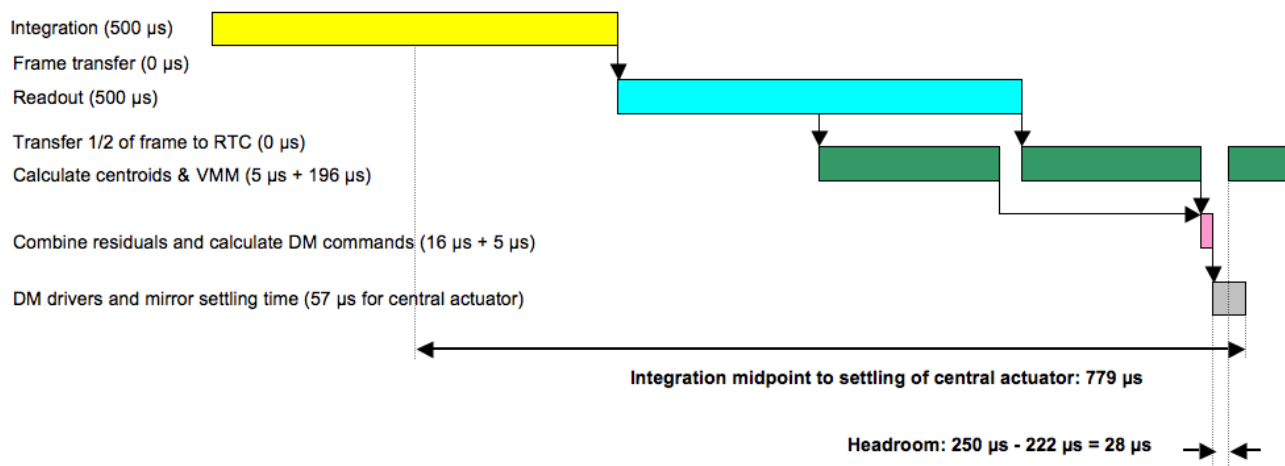 Integration (500 µs)
Frame transfer (0 µs)
Readout (500 µs)
Transfer 1/2 of frame to RTC (0 µs)
Calculate centroids & VMM (5 µs + 196 µs)
Combine residuals and calculate DM commands (16 µs + 5 µs)
DM drivers and mirror settling time (57 µs for central actuator)
Integration midpoint to settling of central actuator: 779 µs
Headroom: 250 µs - 222 µs = 28 µs